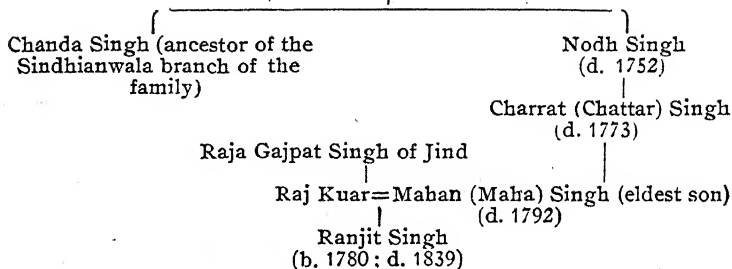 Chanda Singh (ancestor of the
Sindhianwala branch of the
family)
Nodh Singh
(d. 1752)
Charrat (Chattar) Singh
(d. 1773)
Raja Gajpat Singh of Jind
Raj Kuar=Mahan (Maha) Singh (eldest son)
(d. 1792)
Ranjit Singh
(b. 1780; d. 1839)